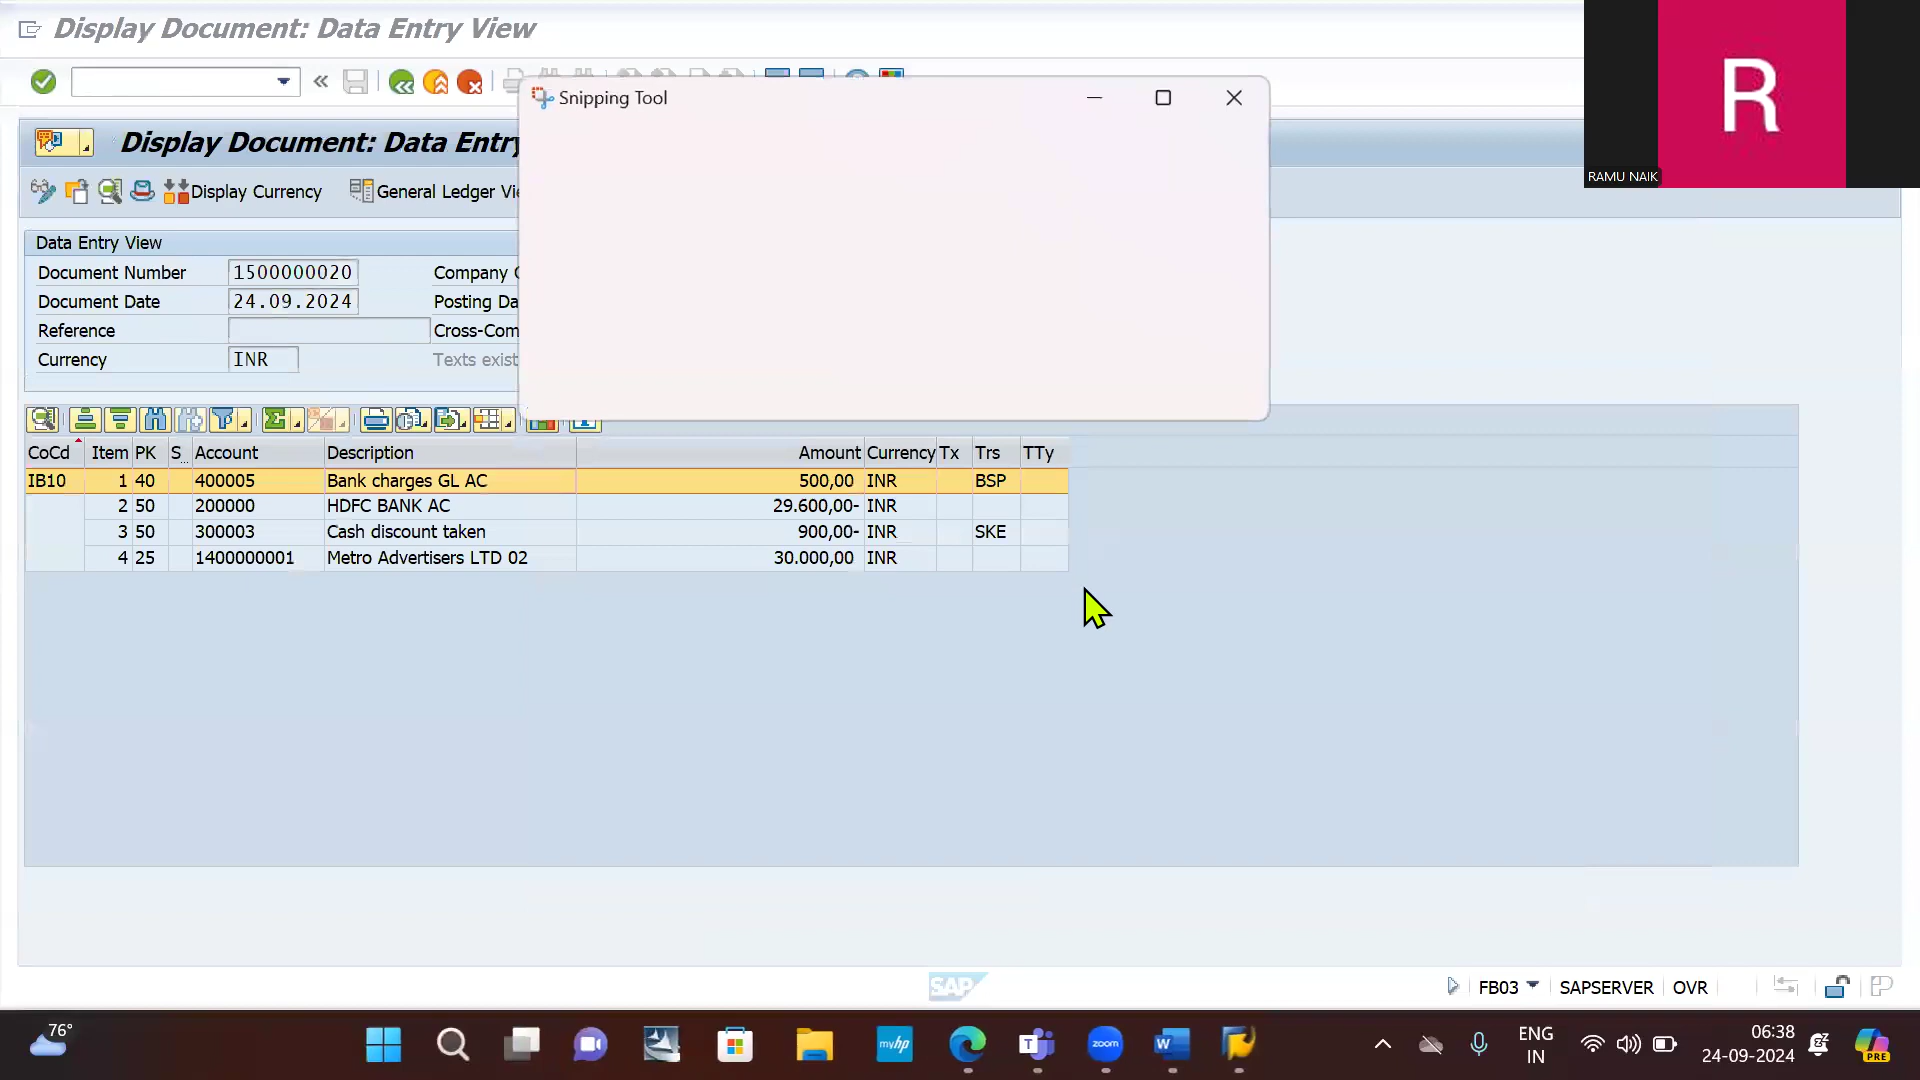 Display Document: Data Entry View
Snipping Tool
R
RAMU NAIK
Display Document: Data Entry
Display Currency
General Ledger Vi
Data Entry View
Document Number 1500000020 Company C
Document Date 24.09.2024 Posting Da
Reference Cross-Com
Currency INR Texts exist
CoCd Item PK S.. Account Description Amount Currency Tx Trs TTy
IB10 1 40 400005 Bank charges GL AC 500,00 INR BSP
2 50 200000 HDFC BANK AC 29.600,00- INR
3 50 300003 Cash discount taken 900,00- INR SKE
4 25 1400000001 Metro Advertisers LTD 02 30.000,00 INR
SAP
FB03 SAPSERVER OVR
76°
myhp
T
zoom
W
ENG
IN
06:38
24-09-2024
PRE